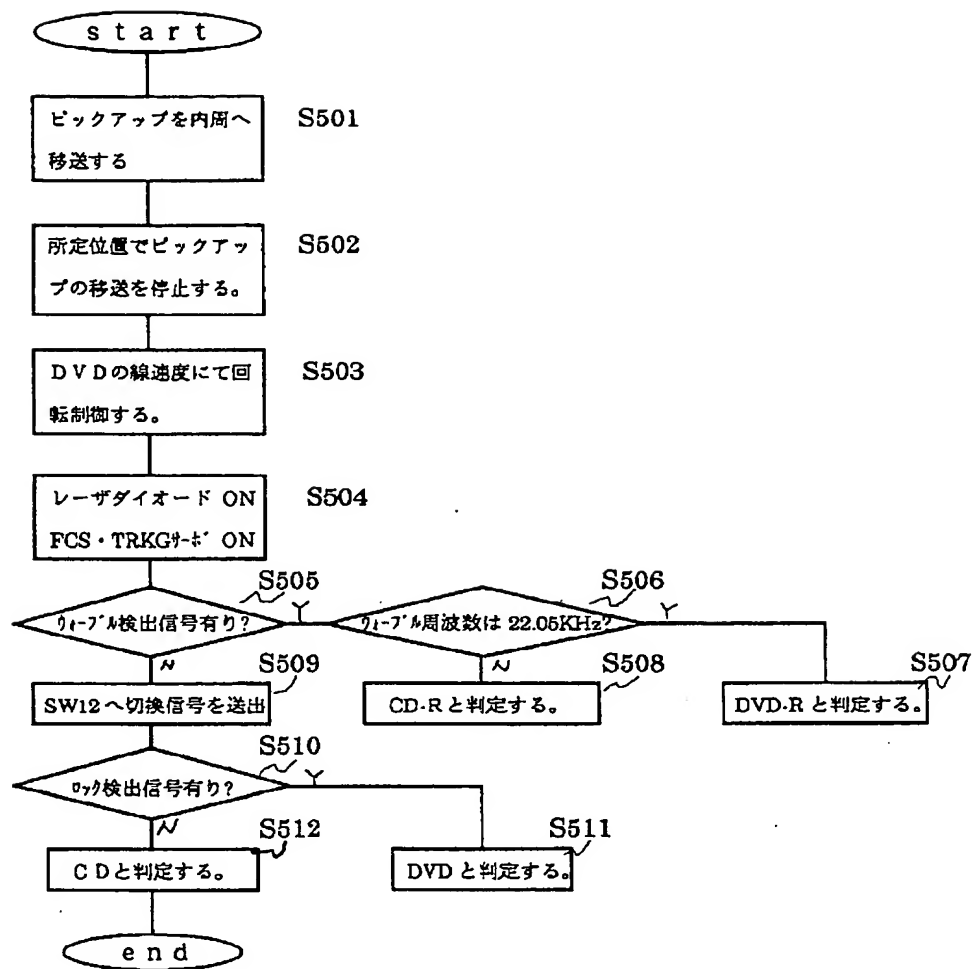 start
ピックアップを内周へ
移送する
S501
所定位置でピックアッ
プの移送を停止する。
S502
DVDの線速度にて回
転制御する。
S503
レーザダイオード ON
FCS・TRKGサーボ ON
S504
ウォーブル検出信号有り?
S505
Y
ウォーブル周波数は 22.05KHz?
S506
Y
N
SW12へ切換信号を送出
S509
N
CD-Rと判定する。
S508
DVD-Rと判定する。
S507
ロック検出信号有り?
S510
Y
N
CDと判定する。
S512
DVDと判定する。
S511
end